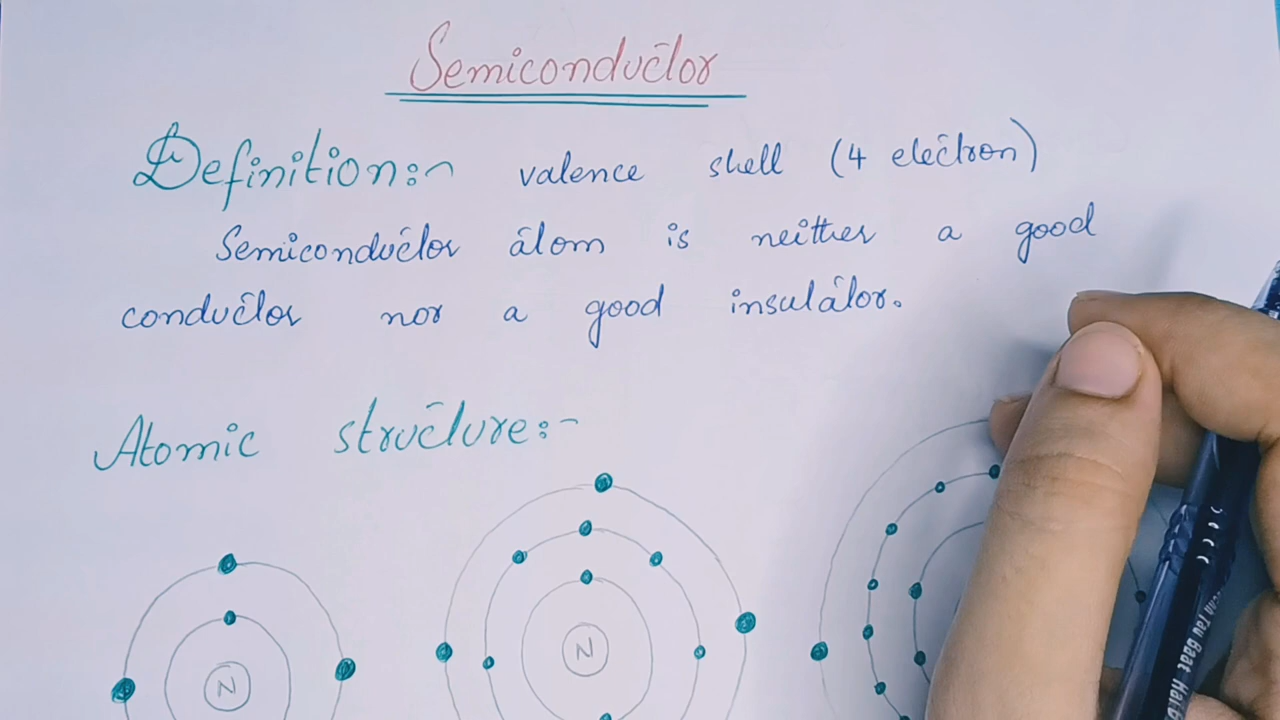 Semiconductor
Definition:- valence shell (4 electron)
Semiconductor atom is neither a good
conductor nor a good insulator.
Atomic structure:-
N
N